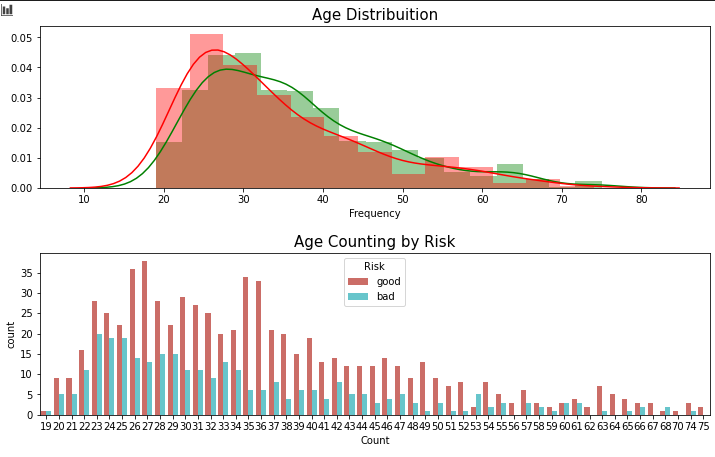 Age Distribuition
0.05
0.04
0.03
0.02
0.01
0.00
10 20 30 40 50 60 70 80
Frequency
Age Counting by Risk
Risk
good
bad
35
30
25
20
15
10
5
0
count
19 20 21 22 23 24 25 26 27 28 29 30 31 32 33 34 35 36 37 38 39 40 41 42 43 44 45 46 47 48 49 50 51 52 53 54 55 56 57 58 59 60 61 62 63 64 65 66 67 68 70 74 75
Count